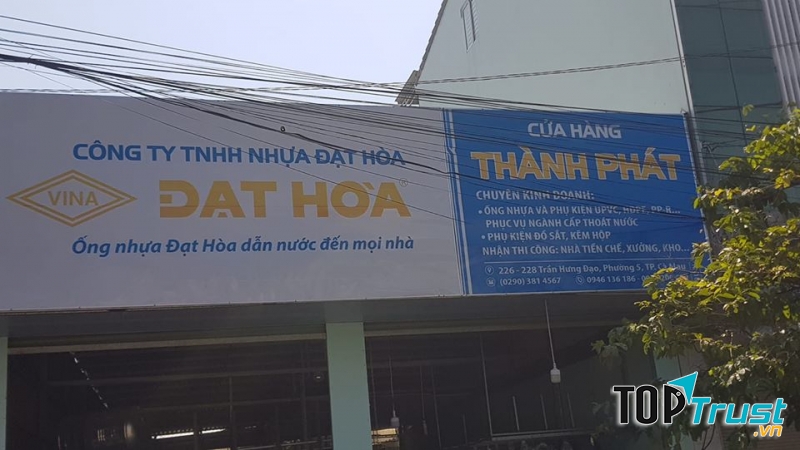 CÔNG TY TNHH NHỰA ĐẠT HÒA
VINA
ĐẠT HÒA
Ống nhựa Đạt Hòa dẫn nước đến mọi nhà
CỬA HÀNG
THÀNH PHÁT
CHUYÊN KINH DOANH:
• ỐNG NHỰA VÀ PHỤ KIỆN UPVC, HDPE, PP-R...
PHỤC VỤ NGÀNH CẤP THOÁT NƯỚC
• PHỤ KIỆN ĐỒ SẮT, KẼM HỘP
NHẬN THI CÔNG: NHÀ TIỀN CHẾ, XƯỞNG, KHO...
226 - 228 Trần Hưng Đạo, Phường 5, TP. Cà Mau
(0290) 381 4567
0946 136 186 -
TOPTrust.vn